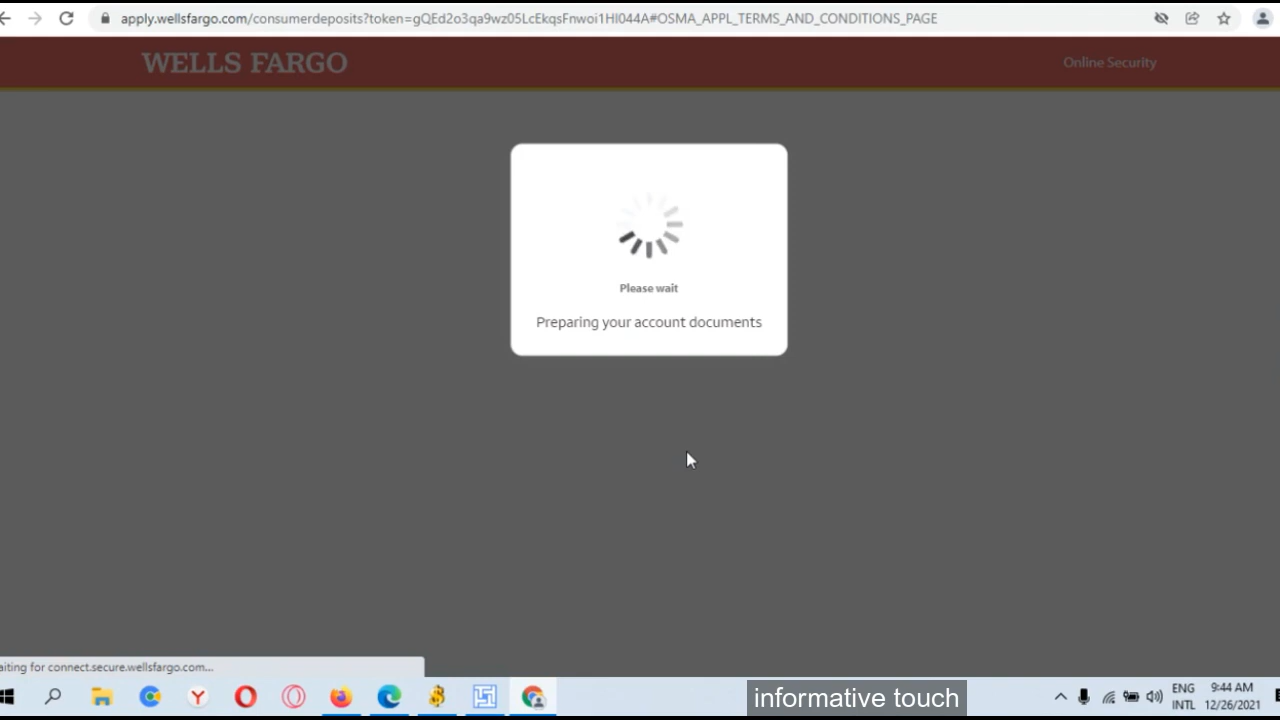 apply.wellsfargo.com/consumerdeposits?token=gQEd2o3qa9wz05LcEkqsFnwoi1HI044A#OSMA_APPL_TERMS_AND_CONDITIONS_PAGE
WELLS FARGO
Online Security
Please wait
Preparing your account documents
aiting for connect.secure.wellsfargo.com...
informative touch
ENG
INTL
9:44 AM
12/26/2021